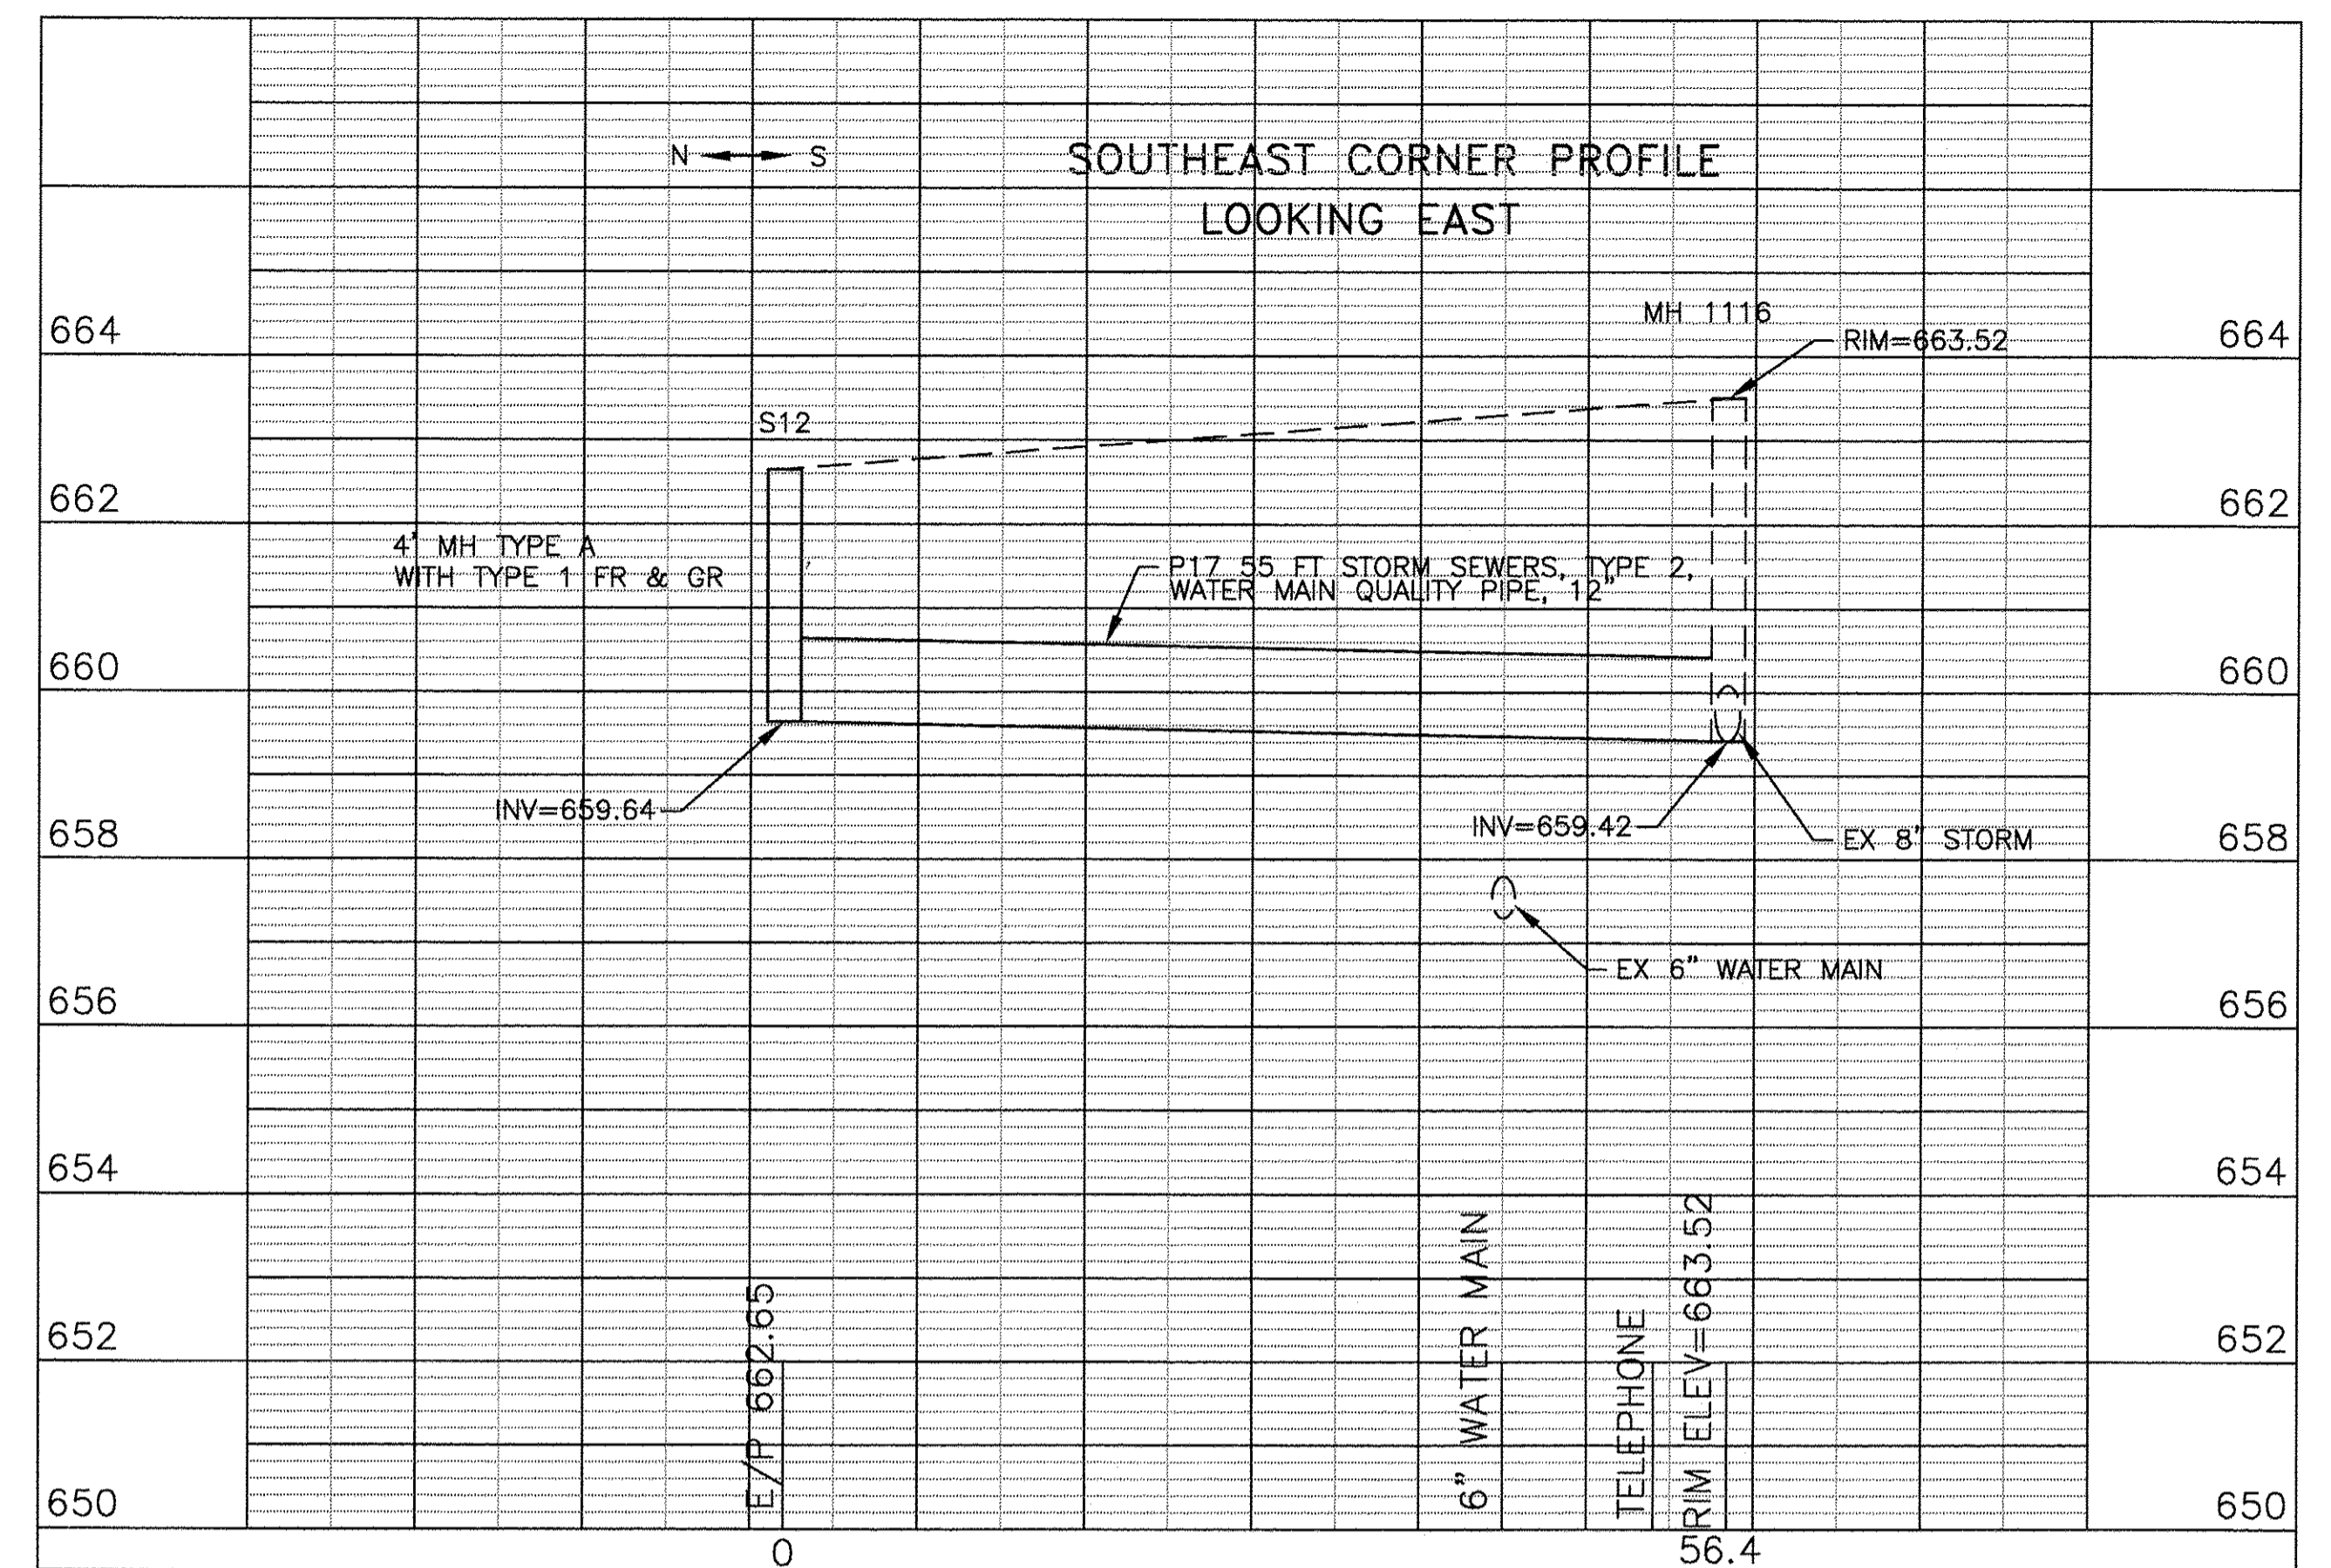 N S
SOUTHEAST CORNER PROFILE
LOOKING EAST
MH 1116
664
RIM=663.52
664
S12
662
662
4' MH TYPE A
WITH TYPE 1 FR & GR
P17 55 FT STORM SEWERS, TYPE 2,
WATER MAIN QUALITY PIPE, 12"
660
660
INV=659.64
INV=659.42
EX 8" STORM
658
658
EX 6" WATER MAIN
656
656
654
654
652
652
E/P 662.65
6" WATER MAIN
TELEPHONE
RIM ELEV=663.52
650
650
0
56.4